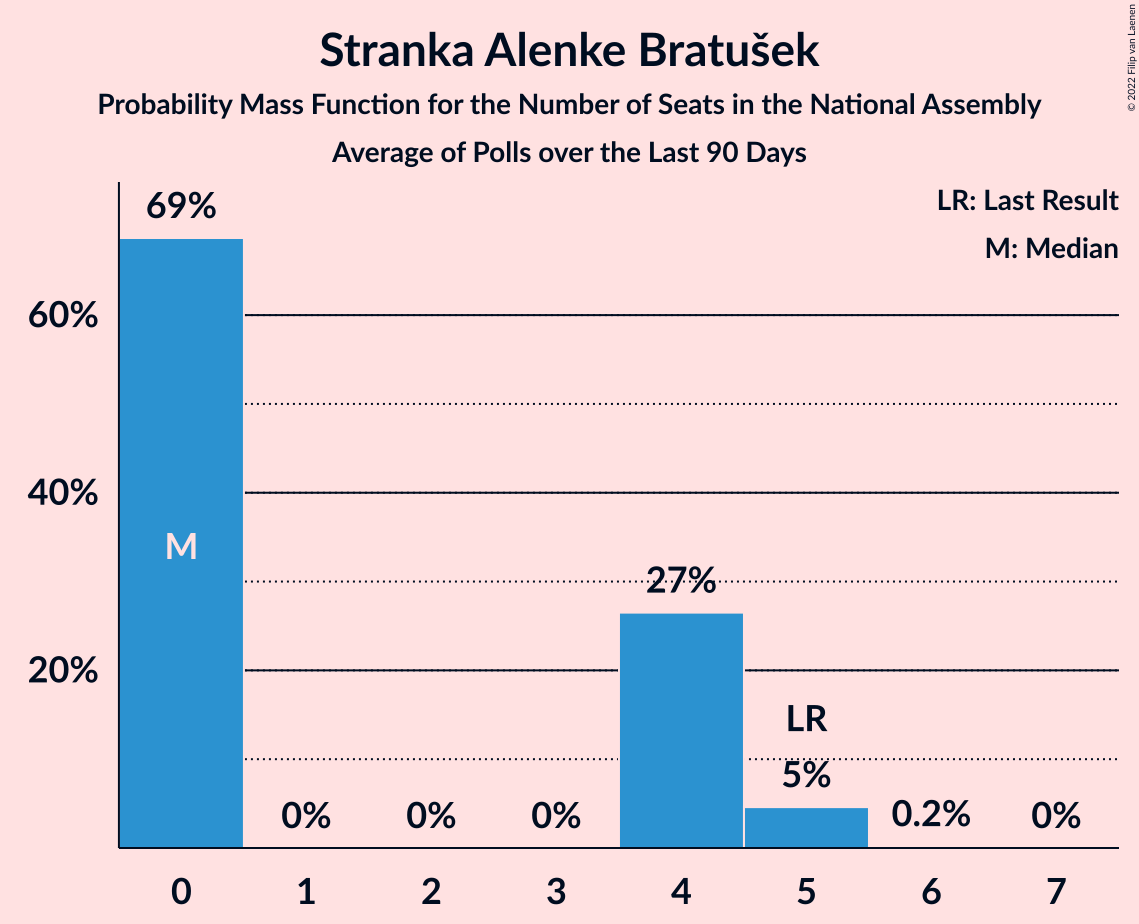 Stranka Alenke Bratušek
Probability Mass Function for the Number of Seats in the National Assembly
Average of Polls over the Last 90 Days
© 2022 Filip van Laenen
LR: Last Result
M: Median
69%
60%
40%
20%
M
0%
0%
0%
27%
LR
5%
0.2%
0%
0 1 2 3 4 5 6 7